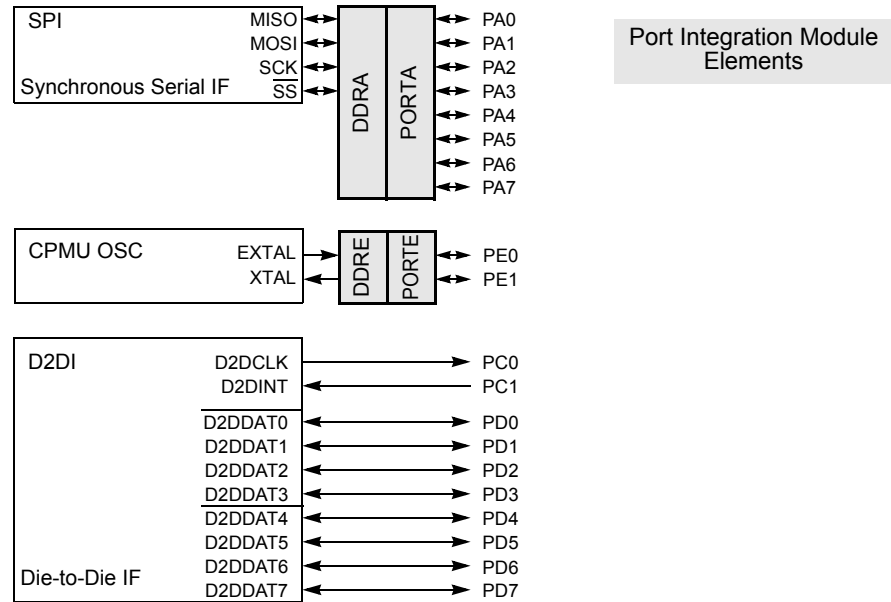 SPI
MISO
PA0
MOSI
PA1
SCK
PA2
Synchronous Serial IF
SS
PA3
DDRA
PORTA
PA4
PA5
PA6
PA7
Port Integration Module
Elements
CPMU OSC
EXTAL
PE0
XTAL
PE1
DDRE
PORTE
D2DI
D2DCLK
PC0
D2DINT
PC1
D2DDAT0
PD0
D2DDAT1
PD1
D2DDAT2
PD2
D2DDAT3
PD3
D2DDAT4
PD4
D2DDAT5
PD5
D2DDAT6
PD6
Die-to-Die IF
D2DDAT7
PD7